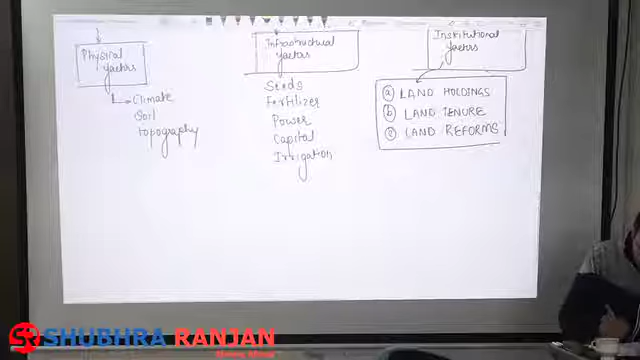 Physical
factors
Climate
Soil
Topography
Infrastructural
factors
Seeds
Fertilizer
Power
Capital
Irrigation
Institutional
factors
(a) LAND HOLDINGS
(b) LAND TENURE
(c) LAND REFORMS
SR SHUBHRA RANJAN